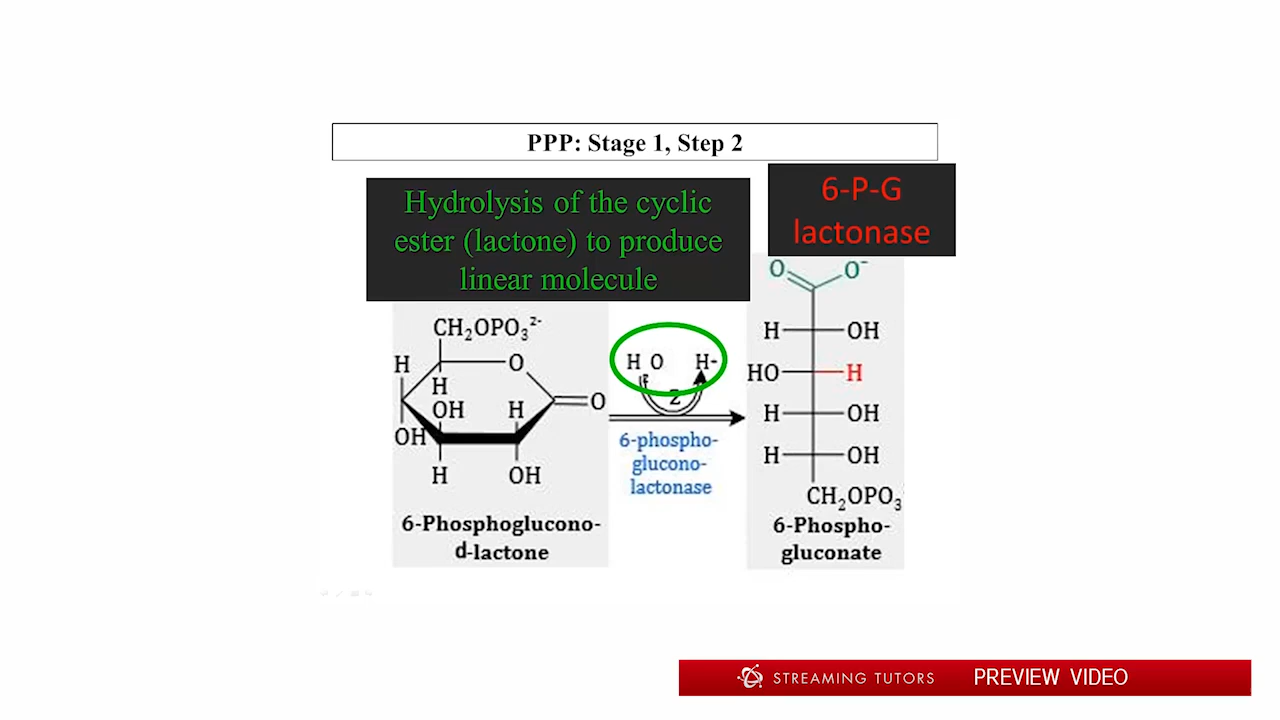 PPP: Stage 1, Step 2
Hydrolysis of the cyclic
ester (lactone) to produce
linear molecule
6-P-G
lactonase
CH₂OPO₃²⁻
H
O
H
OH
H
O
OH
H
OH
H O H-
2
6-phospho-
glucono-
lactonase
O O⁻
H OH
HO H
H OH
H OH
CH₂OPO₃
6-Phosphoglucono-
d-lactone
6-Phospho-
gluconate
STREAMING TUTORS PREVIEW VIDEO